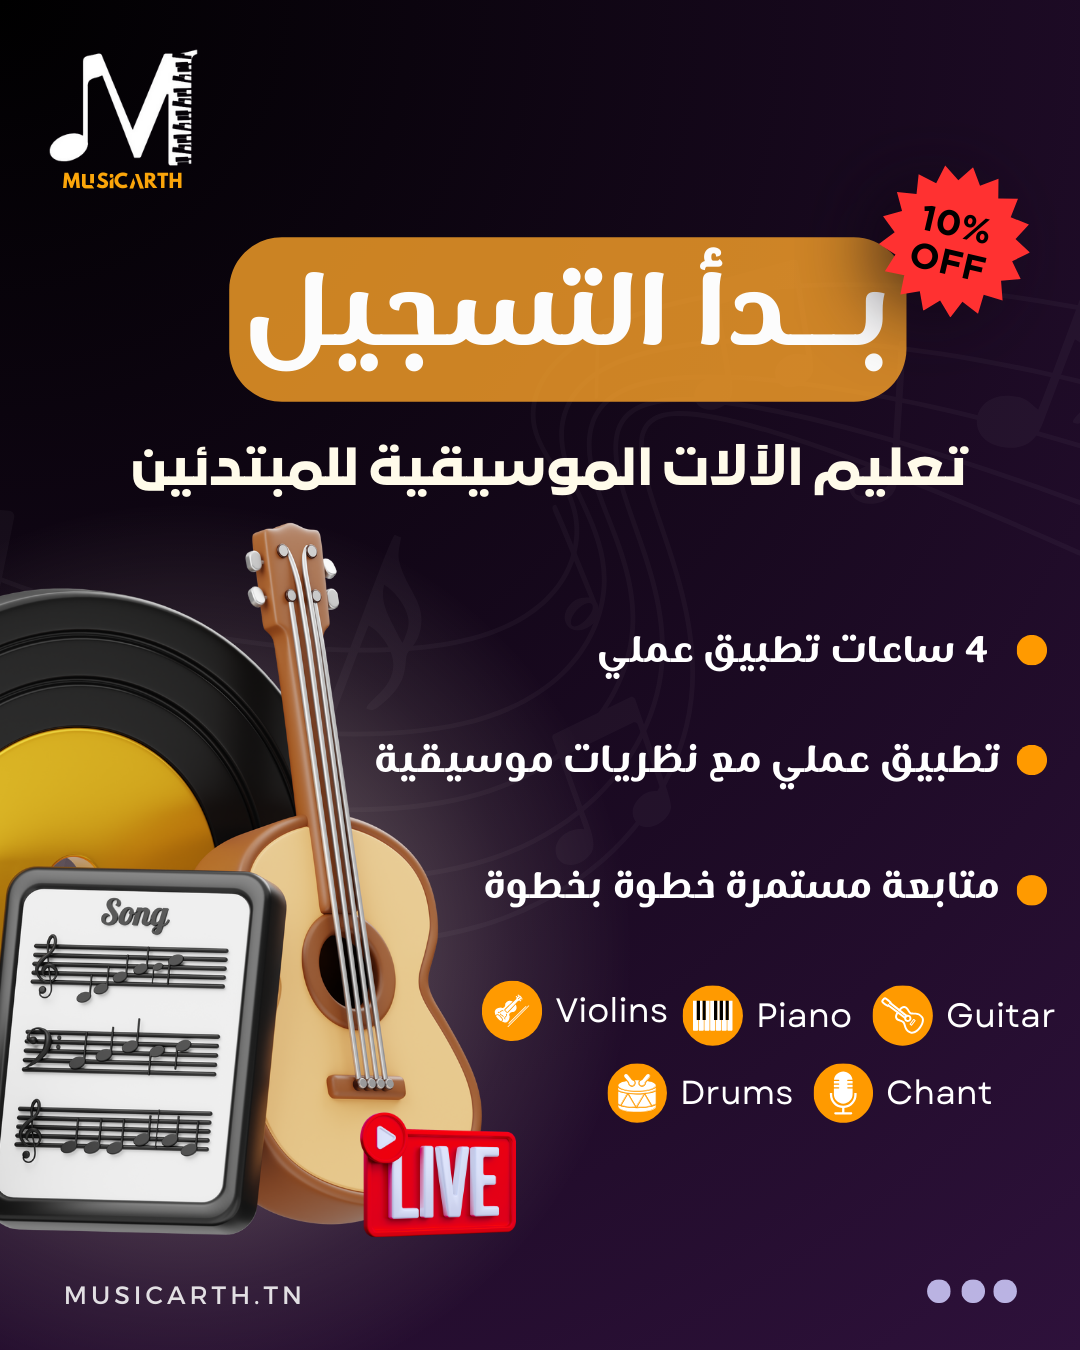 MUSICARTH
10%
OFF
بـــدأ التسجيل
تعليم الآلات الموسيقية للمبتدئين
4 ساعات تطبيق عملي
تطبيق عملي مع نظريات موسيقية
متابعة مستمرة خطوة بخطوة
Song
Violins Piano Guitar
Drums Chant
LIVE
MUSICARTH.TN